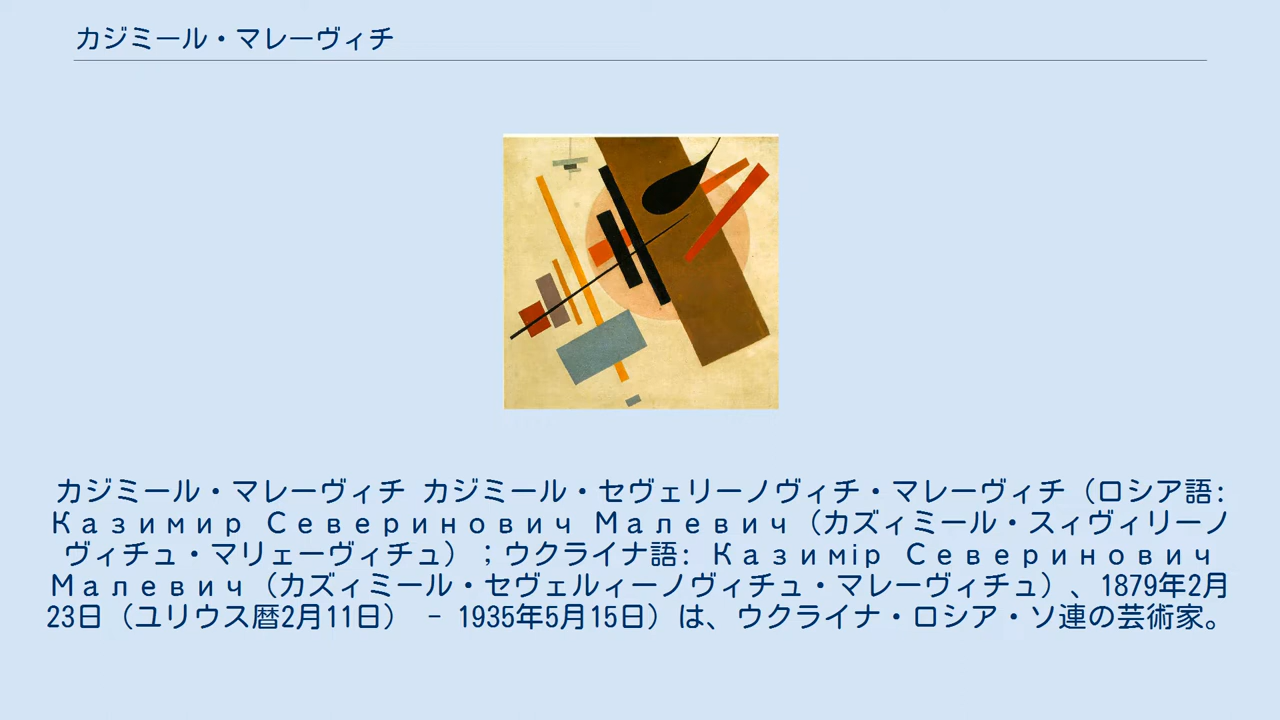 カジミール・マレーヴィチ
カジミール・マレーヴィチ カジミール・セヴェリーノヴィチ・マレーヴィチ（ロシア語:
Казимир Северинович Малевич（カズィミール・スィヴィリーノ
ヴィチュ・マリェーヴィチュ）；ウクライナ語: Казимір Северинович
Малевич（カズィミール・セヴェルィーノヴィチュ・マレーヴィチュ）、1879年2月
23日（ユリウス暦2月11日） - 1935年5月15日）は、ウクライナ・ロシア・ソ連の芸術家。